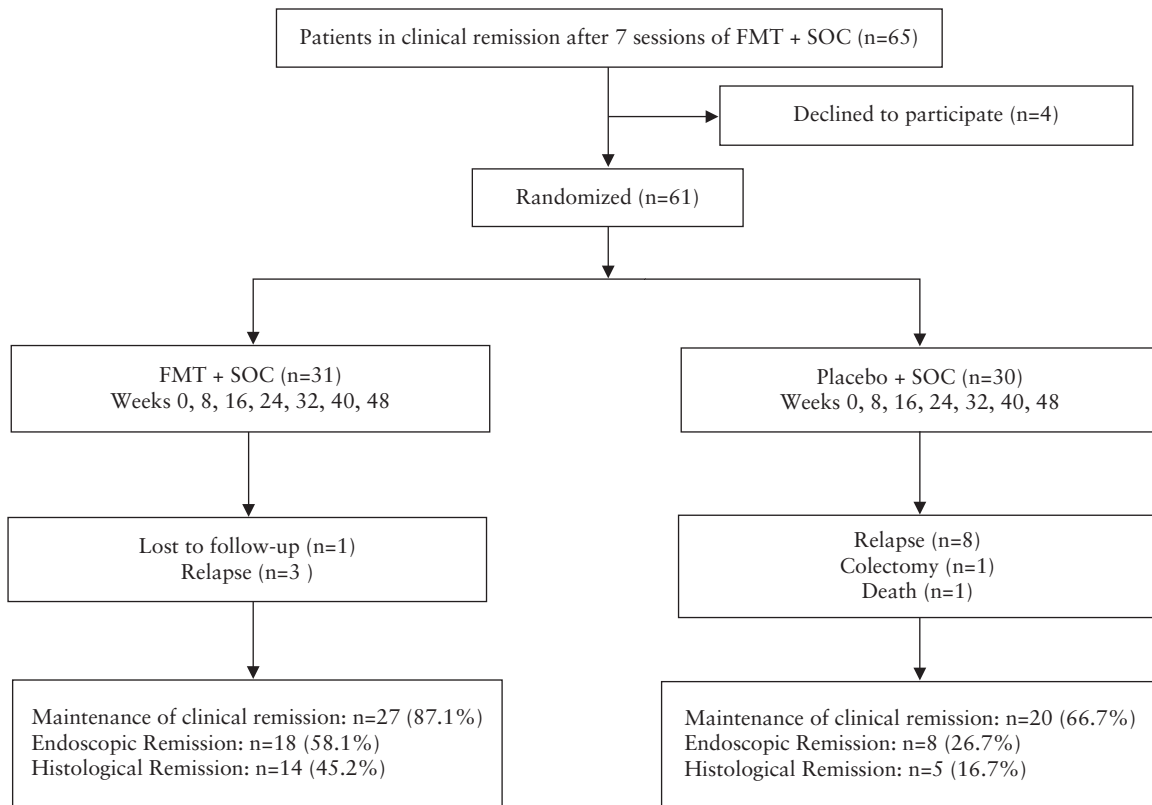 Patients in clinical remission after 7 sessions of FMT + SOC (n=65)
Declined to participate (n=4)
Randomized (n=61)
FMT + SOC (n=31)
Weeks 0, 8, 16, 24, 32, 40, 48
Placebo + SOC (n=30)
Weeks 0, 8, 16, 24, 32, 40, 48
Lost to follow-up (n=1)
Relapse (n=3 )
Relapse (n=8)
Colectomy (n=1)
Death (n=1)
Maintenance of clinical remission: n=27 (87.1%)
Endoscopic Remission: n=18 (58.1%)
Histological Remission: n=14 (45.2%)
Maintenance of clinical remission: n=20 (66.7%)
Endoscopic Remission: n=8 (26.7%)
Histological Remission: n=5 (16.7%)